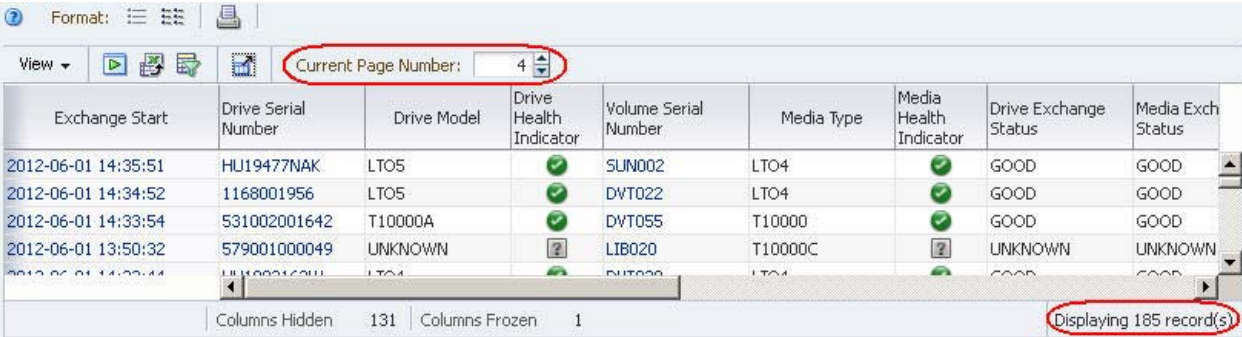 Format:
View Current Page Number: 4
Exchange Start Drive Serial Number Drive Model Drive Health Indicator Volume Serial Number Media Type Media Health Indicator Drive Exchange Status Media Exch Status
2012-06-01 14:35:51 HU19477NAK LTO5 SUN002 LTO4 GOOD GOOD
2012-06-01 14:34:52 1168001956 LTO5 DVT022 LTO4 GOOD GOOD
2012-06-01 14:33:54 531002001642 T10000A DVT055 T10000 GOOD GOOD
2012-06-01 13:50:32 579001000049 UNKNOWN ? LIB020 T10000C ? UNKNOWN UNKNOWN
Columns Hidden 131 Columns Frozen 1 Displaying 185 record(s)